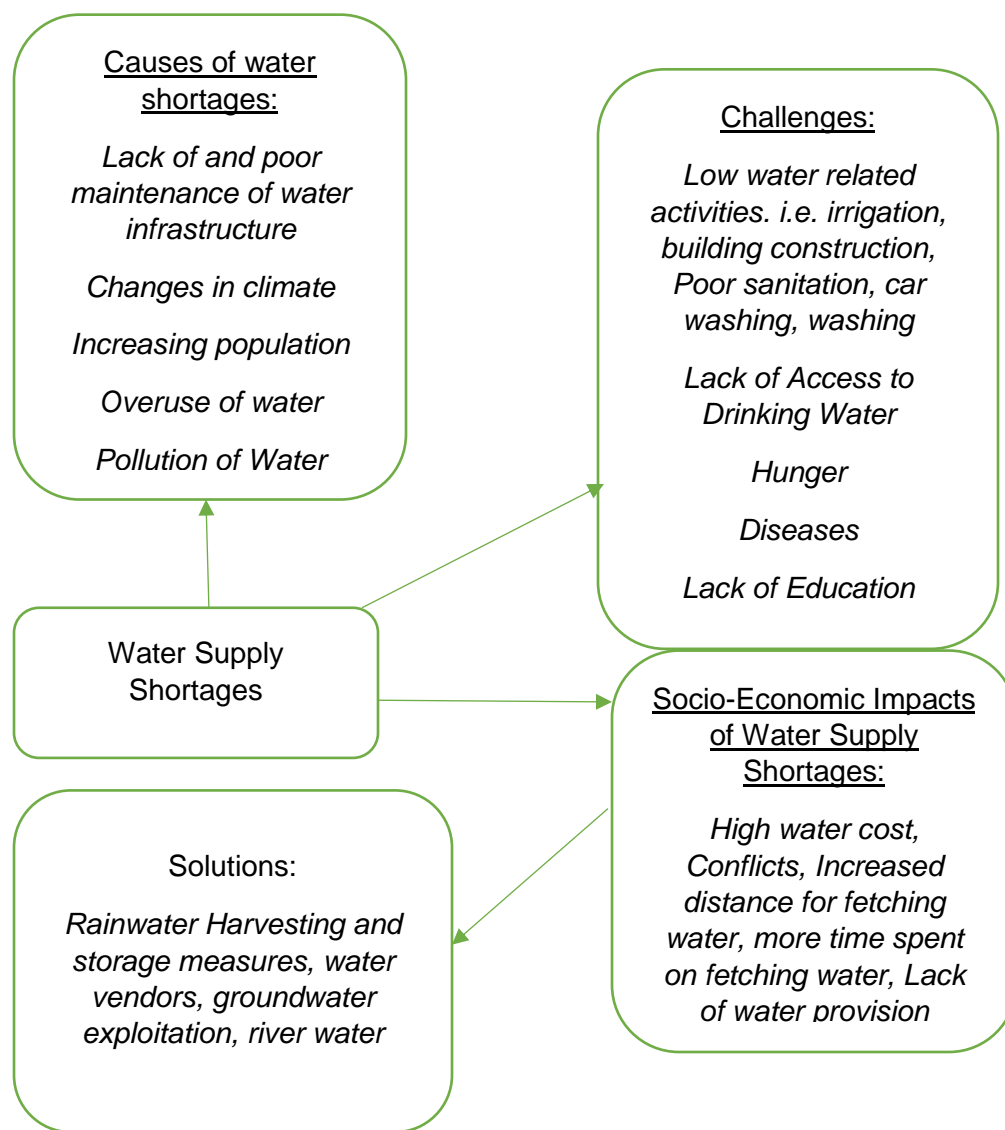 Causes of water
shortages:
Lack of and poor
maintenance of water
infrastructure
Changes in climate
Increasing population
Overuse of water
Pollution of Water
Challenges:
Low water related
activities. i.e. irrigation,
building construction,
Poor sanitation, car
washing, washing
Lack of Access to
Drinking Water
Hunger
Diseases
Lack of Education
Water Supply
Shortages
Socio-Economic Impacts
of Water Supply
Shortages:
High water cost,
Conflicts, Increased
distance for fetching
water, more time spent
on fetching water, Lack
of water provision
Solutions:
Rainwater Harvesting and
storage measures, water
vendors, groundwater
exploitation, river water